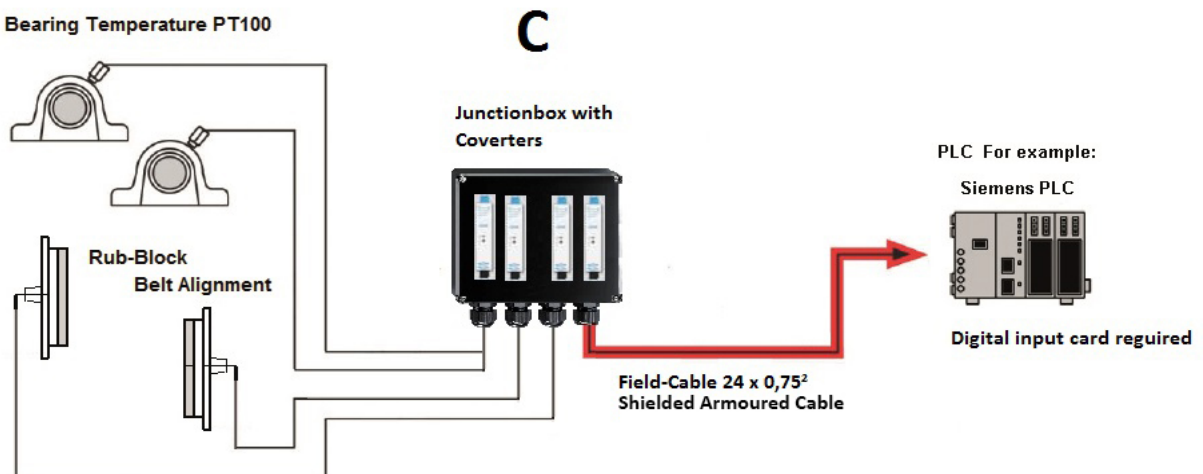 Bearing Temperature PT100
C
Junctionbox with
Coverters
PLC For example:
Siemens PLC
Rub-Block
Belt Alignment
Digital input card reguired
Field-Cable 24 x 0,75²
Shielded Armoured Cable